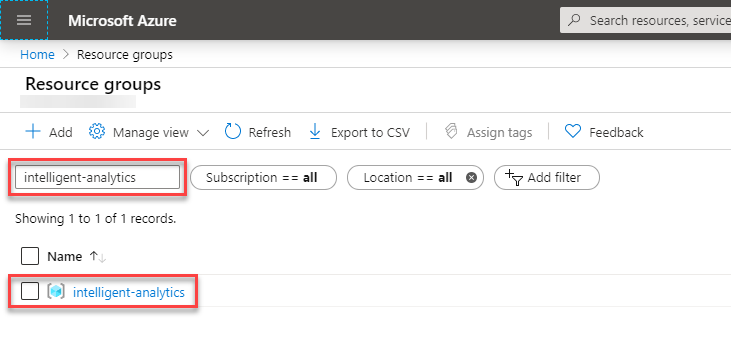 Microsoft Azure
Search resources, service
Home > Resource groups
Resource groups
Add Manage view Refresh Export to CSV Assign tags Feedback
intelligent-analytics Subscription == all Location == all Add filter
Showing 1 to 1 of 1 records.
Name ↑↓
intelligent-analytics